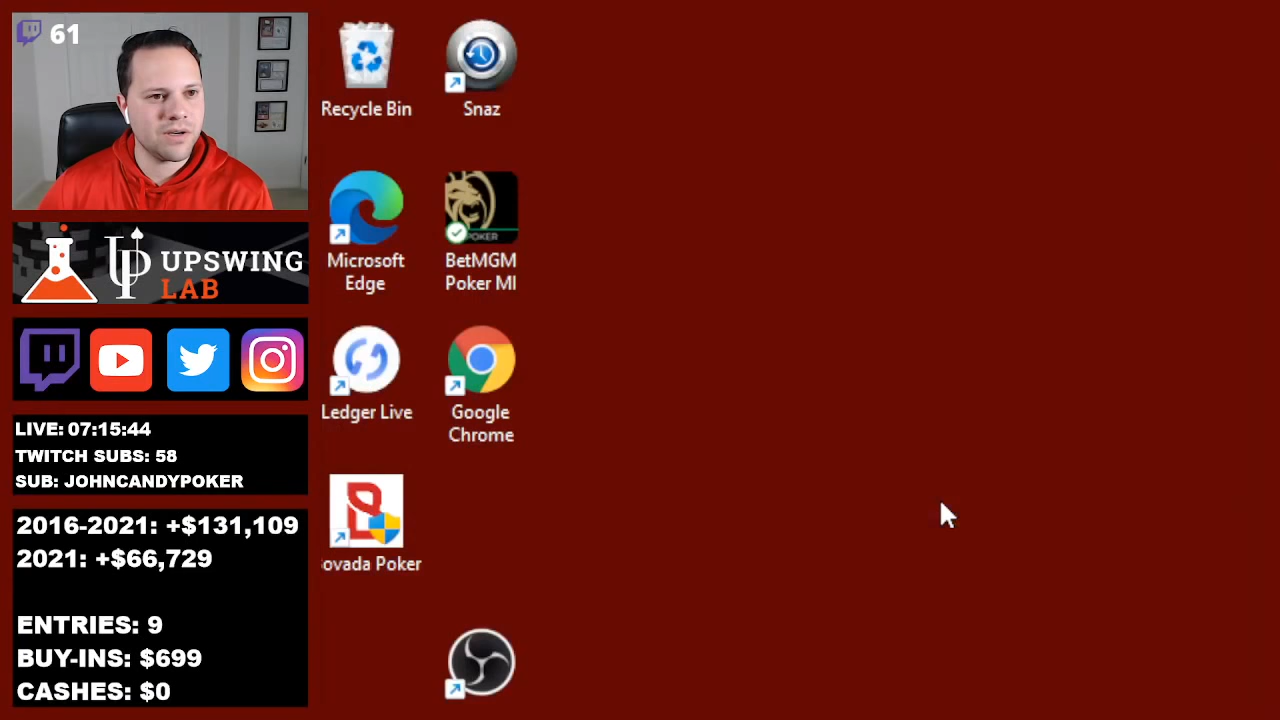 61
UPSWING
LAB
LIVE: 07:15:44
TWITCH SUBS: 58
SUB: JOHNCANDYPOKER
2016-2021: +$131,109
2021: +$66,729
ENTRIES: 9
BUY-INS: $699
CASHES: $0
Recycle Bin
Snaz
Microsoft
Edge
POKER
BetMGM
Poker MI
Ledger Live
Google
Chrome
ovada Poker